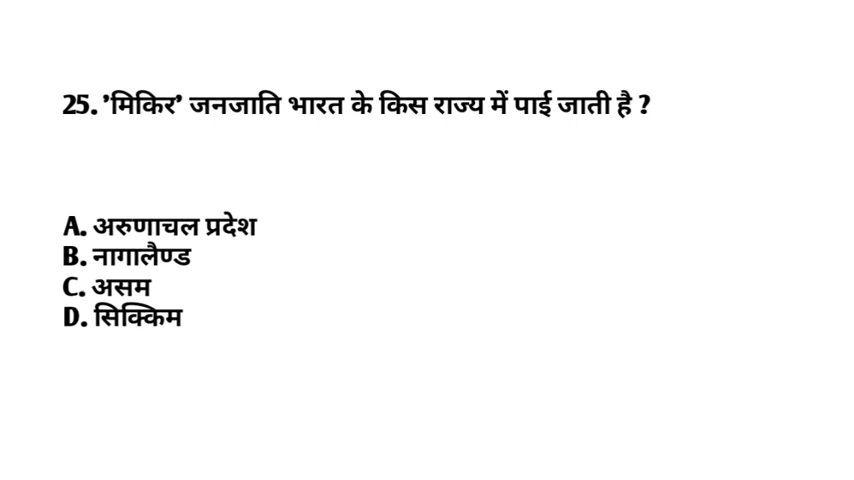 25. ’मिकिर’ जनजाति भारत के किस राज्य में पाई जाती है ?
A. अरुणाचल प्रदेश
B. नागालैण्ड
C. असम
D. सिक्किम